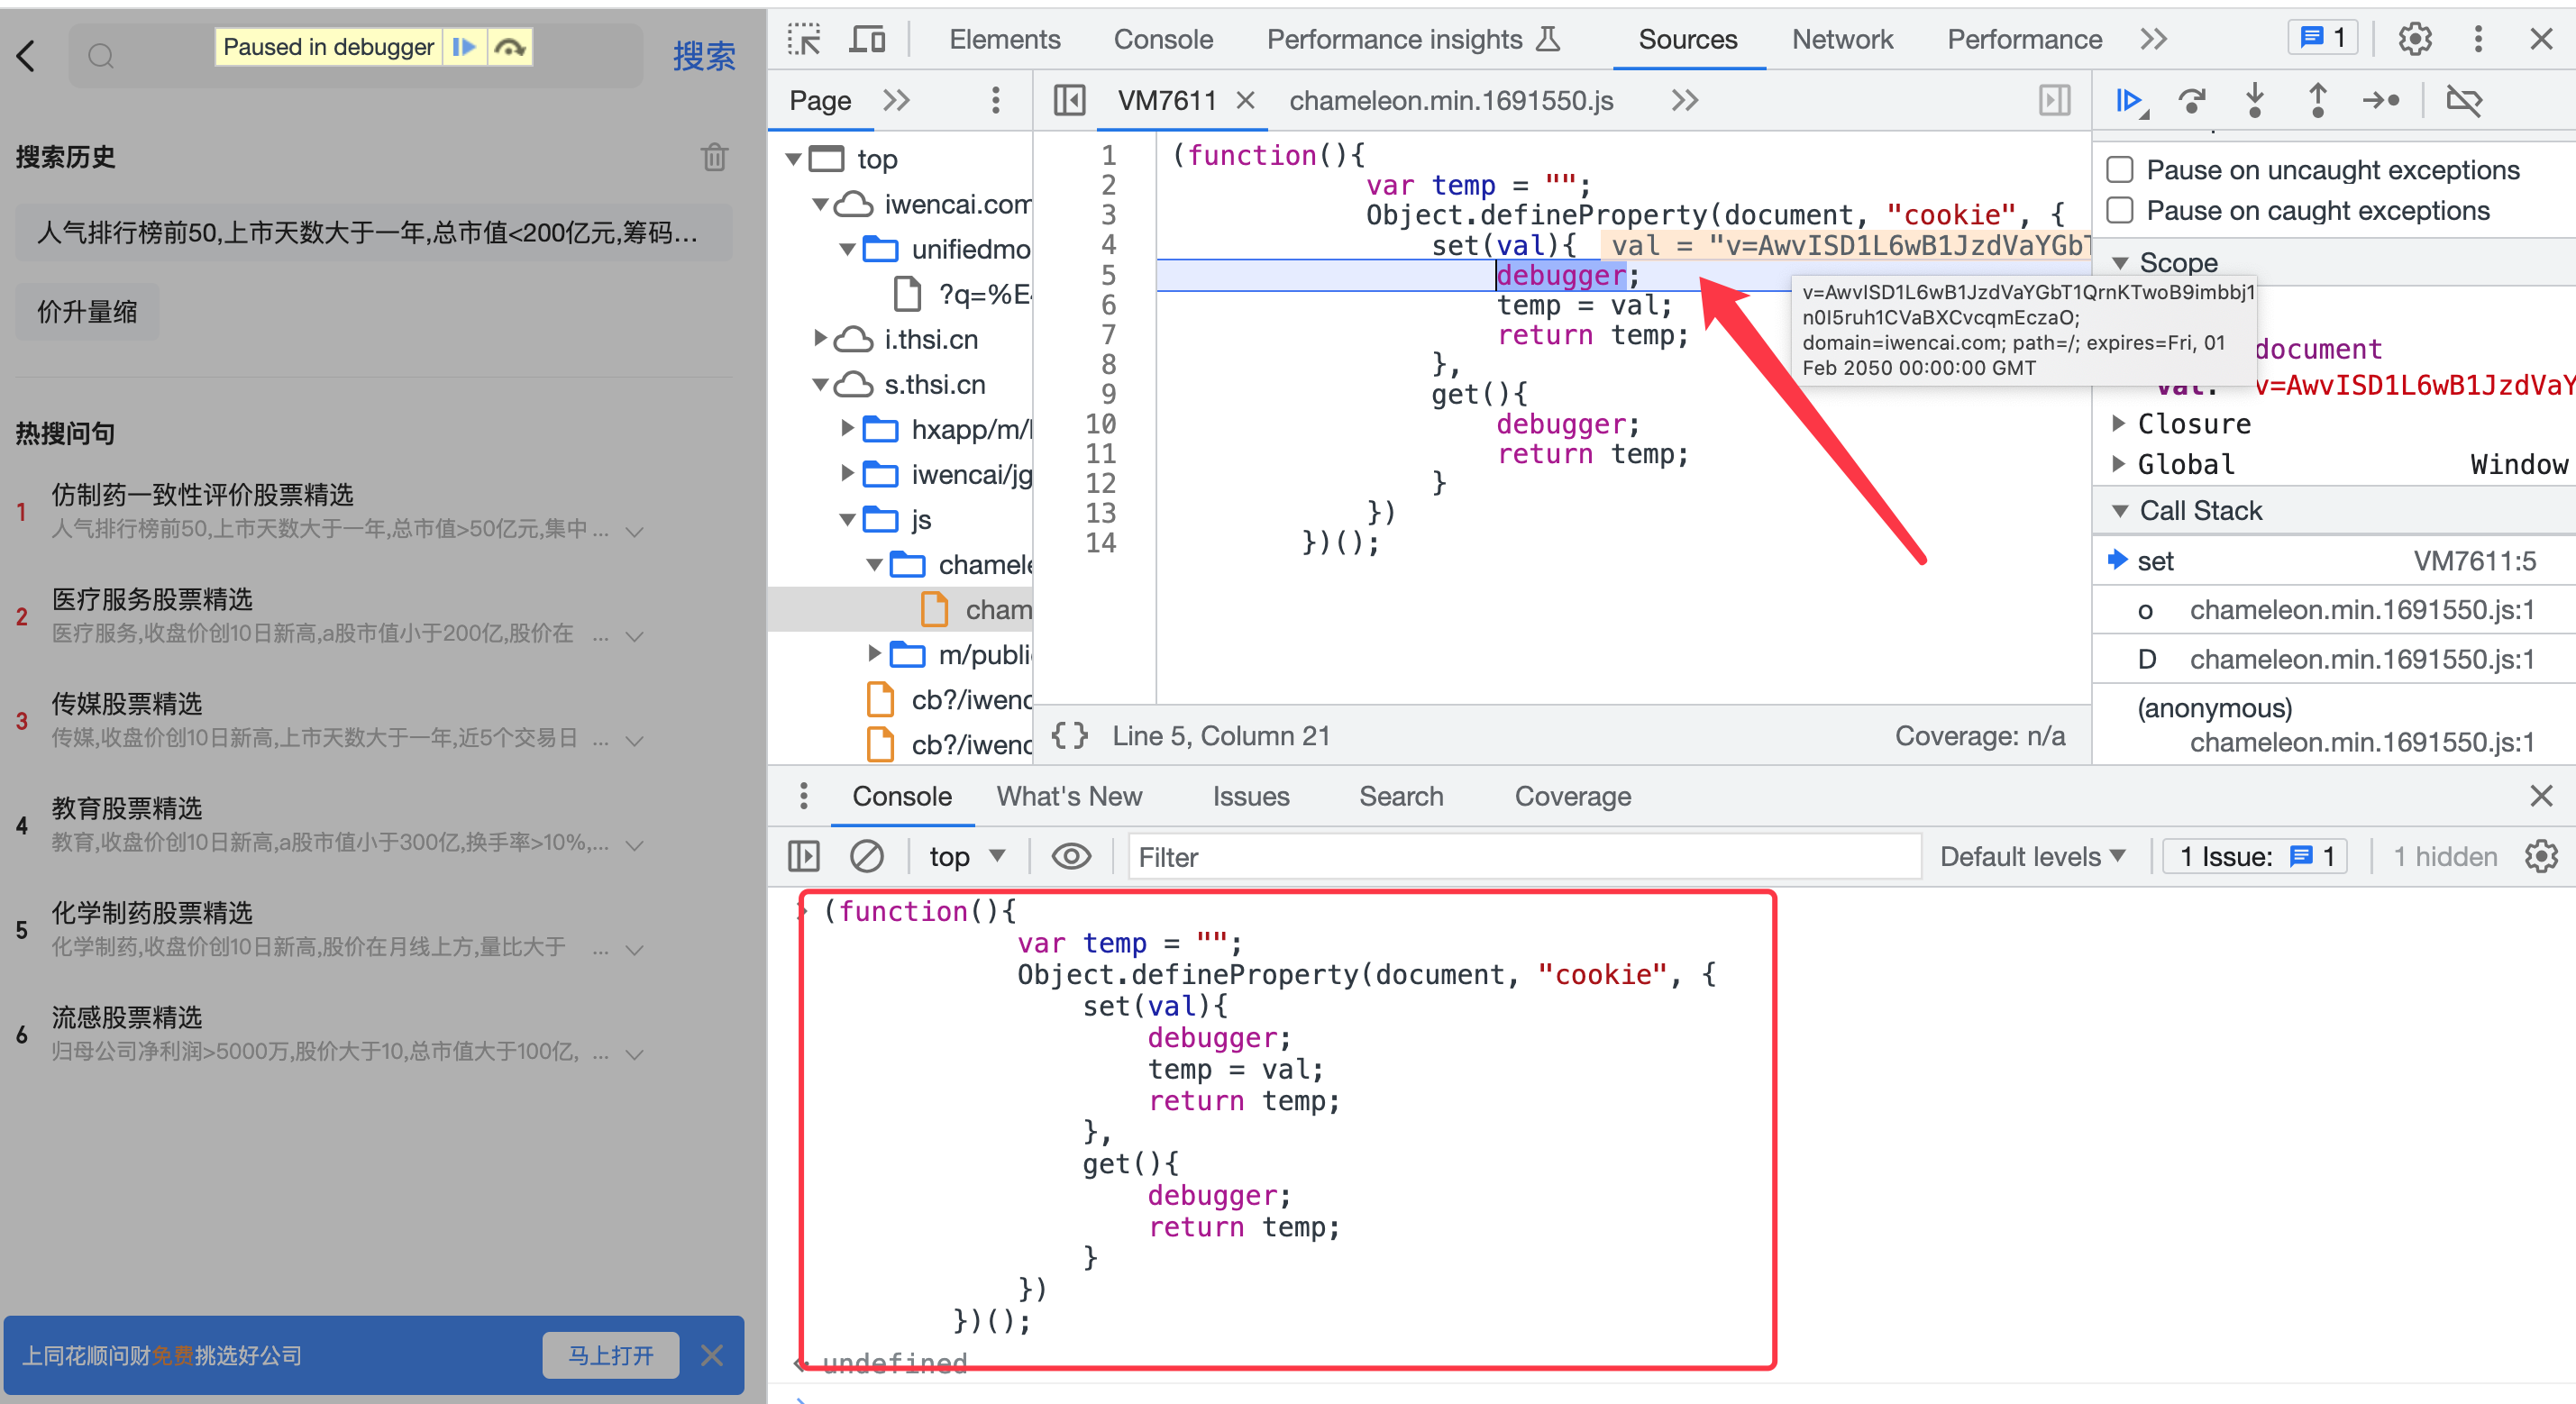 Paused in debugger
搜索
搜索历史
人气排行榜前50,上市天数大于一年,总市值<200亿元,筹码...
价升量缩
热搜问句
1
仿制药一致性评价股票精选
人气排行榜前50,上市天数大于一年,总市值>50亿元,集中 ...
2
医疗服务股票精选
医疗服务,收盘价创10日新高,a股市值小于200亿,股价在 ...
3
传媒股票精选
传媒,收盘价创10日新高,上市天数大于一年,近5个交易日 ...
4
教育股票精选
教育,收盘价创10日新高,a股市值小于300亿,换手率>10%,...
5
化学制药股票精选
化学制药,收盘价创10日新高,股价在月线上方,量比大于 ...
6
流感股票精选
归母公司净利润>5000万,股价大于10,总市值大于100亿, ...
上同花顺问财免费挑选好公司
马上打开
Elements Console Performance insights Sources Network Performance 1
Page
VM7611 chameleon.min.1691550.js
top
iwencai.com
unifiedmo
?q=%E
i.thsi.cn
s.thsi.cn
hxapp/m/
iwencai/jg
js
chamele
cham
m/publi
cb?/iwenc
cb?/iwenc
1 (function(){
2 var temp = "";
3 Object.defineProperty(document, "cookie", {
4 set(val){ val = "v=AwvISD1L6wB1JzdVaYGbT
5 debugger;
6 temp = val;
7 return temp;
8 },
9 get(){
10 debugger;
11 return temp;
12 }
13 })
14 })();
v=AwvISD1L6wB1JzdVaYGbT1QrnKTwoB9imbbj1
n0I5ruh1CVaBXCvcqmEczaO;
domain=iwencai.com; path=/; expires=Fri, 01
Feb 2050 00:00:00 GMT
{} Line 5, Column 21 Coverage: n/a
Pause on uncaught exceptions
Pause on caught exceptions
Scope
document
val: v=AwvISD1L6wB1JzdVaY
Closure
Global Window
Call Stack
set VM7611:5
o chameleon.min.1691550.js:1
D chameleon.min.1691550.js:1
(anonymous)
chameleon.min.1691550.js:1
Console What's New Issues Search Coverage
top Filter Default levels 1 Issue: 1 1 hidden
(function(){
var temp = "";
Object.defineProperty(document, "cookie", {
set(val){
debugger;
temp = val;
return temp;
},
get(){
debugger;
return temp;
}
})
})();
undefined